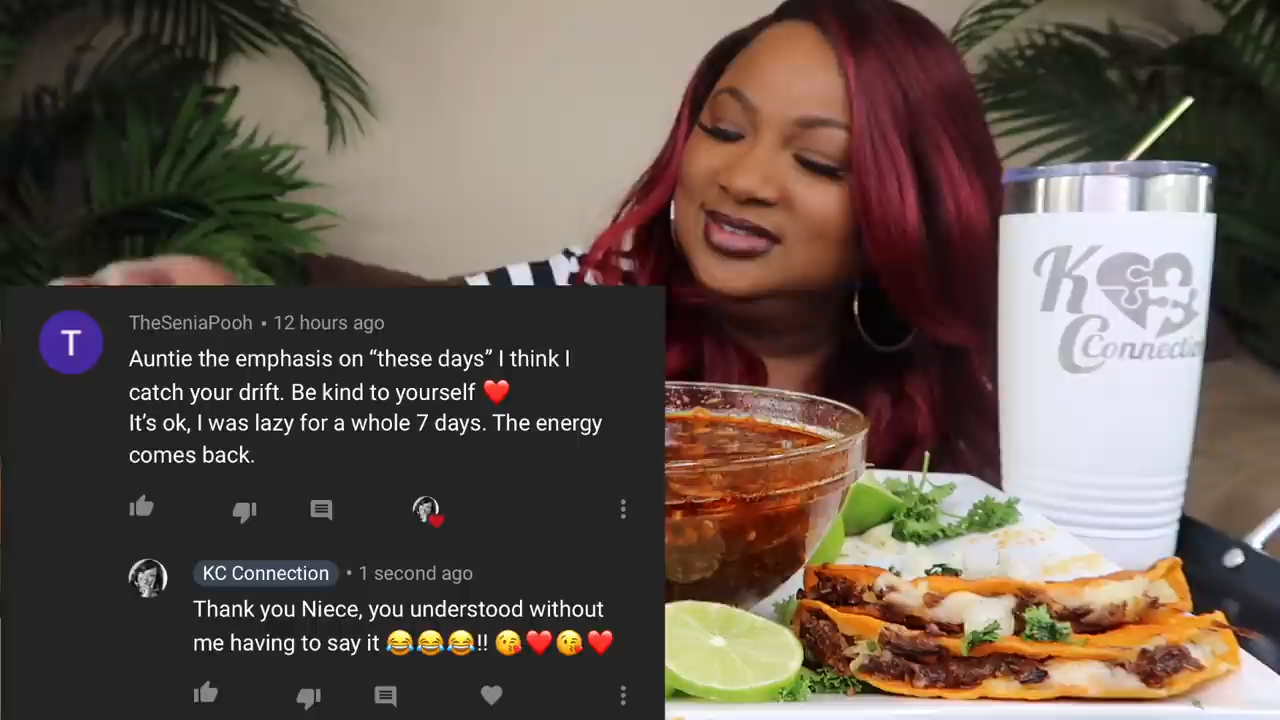 TheSeniaPooh • 12 hours ago
T
Auntie the emphasis on “these days” I think I
catch your drift. Be kind to yourself ❤️
It’s ok, I was lazy for a whole 7 days. The energy
comes back.
KC Connection • 1 second ago
Thank you Niece, you understood without
me having to say it 😂😂😂!! 😘❤️😘❤️
K
Connection